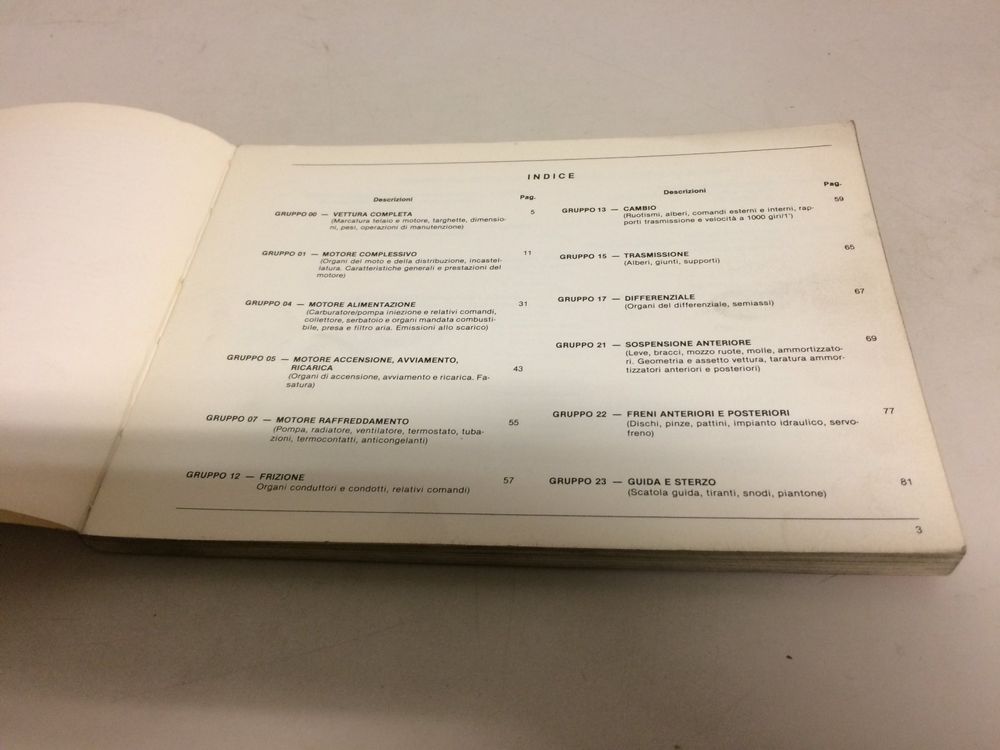 INDICE
Descrizioni Pag.
GRUPPO 00 — VETTURA COMPLETA 5
(Marcatura telaio e motore, targhette, dimensio-
ni, pesi, operazioni di manutenzione)
GRUPPO 01 — MOTORE COMPLESSIVO 11
(Organi del moto e della distribuzione, incastel-
latura. Caratteristiche generali e prestazioni del
motore)
GRUPPO 04 — MOTORE ALIMENTAZIONE 31
(Carburatore/pompa iniezione e relativi comandi,
collettore, serbatoio e organi mandata combusti-
bile, presa e filtro aria. Emissioni allo scarico)
GRUPPO 05 — MOTORE ACCENSIONE, AVVIAMENTO,
RICARICA 43
(Organi di accensione, avviamento e ricarica. Fa-
satura)
GRUPPO 07 — MOTORE RAFFREDDAMENTO 55
(Pompa, radiatore, ventilatore, termostato, tuba-
zioni, termocontatti, anticongelanti)
GRUPPO 12 — FRIZIONE 57
Organi conduttori e condotti, relativi comandi)
Descrizioni Pag.
GRUPPO 13 — CAMBIO 59
(Ruotismi, alberi, comandi esterni e interni, rap-
porti trasmissione e velocità a 1000 giri/1')
GRUPPO 15 — TRASMISSIONE 65
(Alberi, giunti, supporti)
GRUPPO 17 — DIFFERENZIALE 67
(Organi del differenziale, semiassi)
GRUPPO 21 — SOSPENSIONE ANTERIORE 69
(Leve, bracci, mozzo ruote, molle, ammortizzato-
ri. Geometria e assetto vettura, taratura ammor-
tizzatori anteriori e posteriori)
GRUPPO 22 — FRENI ANTERIORI E POSTERIORI 77
(Dischi, pinze, pattini, impianto idraulico, servo-
freno)
GRUPPO 23 — GUIDA E STERZO 81
(Scatola guida, tiranti, snodi, piantone)
3